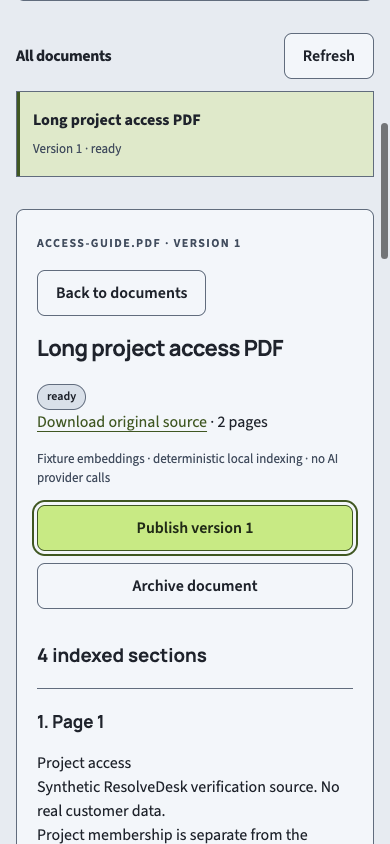 All documents
Refresh
Long project access PDF
Version 1 · ready
ACCESS-GUIDE.PDF · VERSION 1
Back to documents
Long project access PDF
ready
Download original source · 2 pages
Fixture embeddings · deterministic local indexing · no AI
provider calls
Publish version 1
Archive document
4 indexed sections
1. Page 1
Project access
Synthetic ResolveDesk verification source. No
real customer data.
Project membership is separate from the